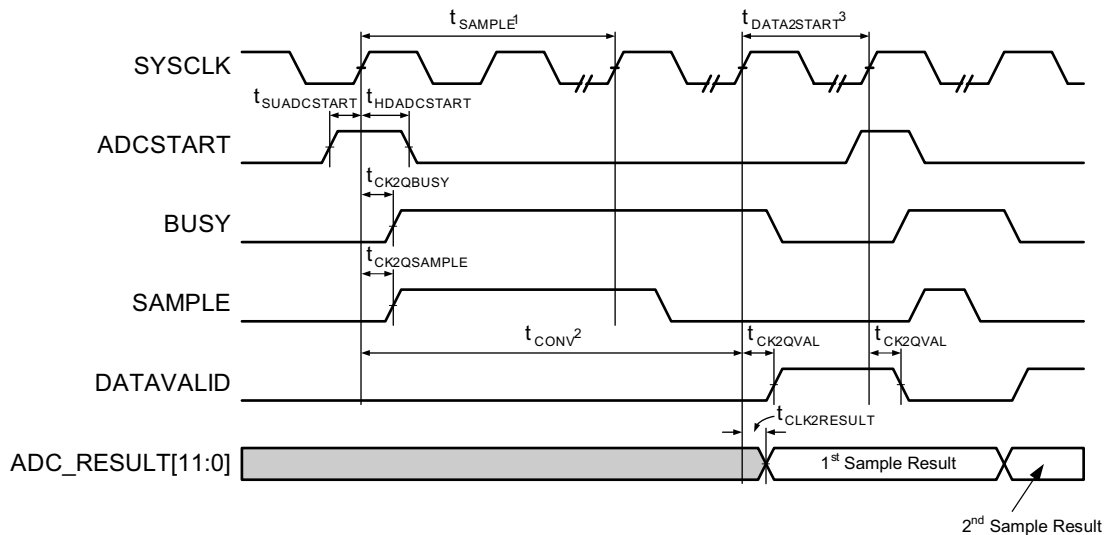 tSAMPLE1 tDATA2START3
SYSCLK
tSUADCSTART tHDADCSTART
ADCSTART
tCK2QBUSY
BUSY
tCK2QSAMPLE
SAMPLE
tCONV2 tCK2QVAL tCK2QVAL
DATAVALID
tCLK2RESULT
ADC_RESULT[11:0] 1st Sample Result
2nd Sample Result